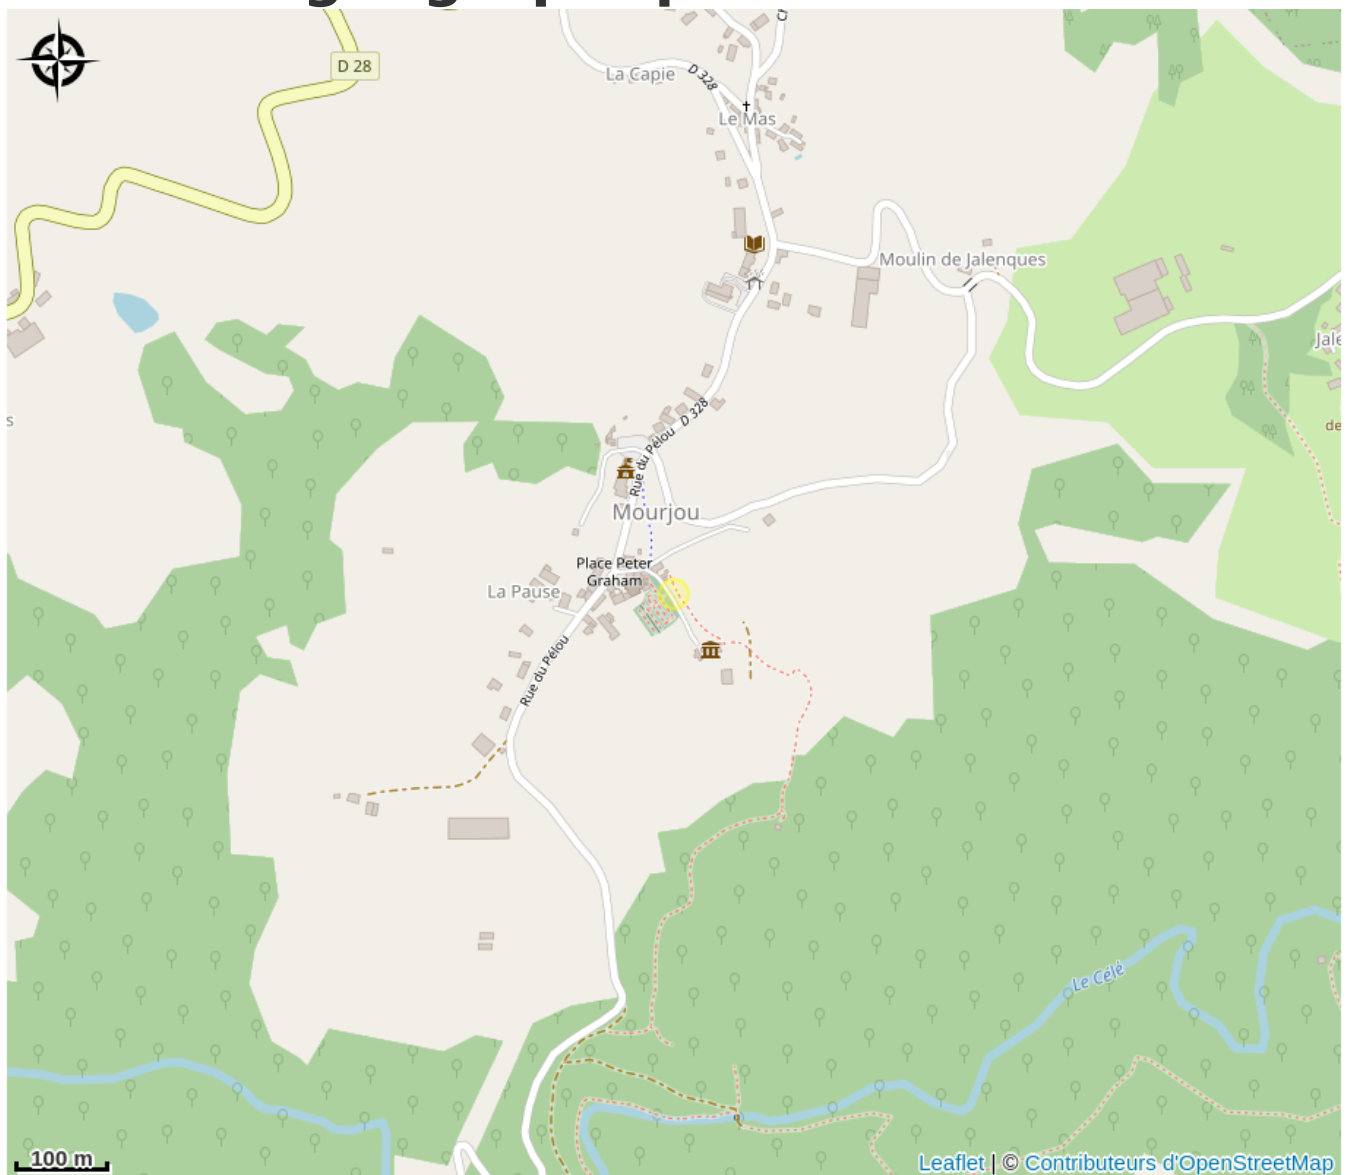 D 28
La Capie
D 328
Le Mas
Moulin de Jalenques
Jale
s
de
D 328
Rue du Pélou
Mourjou
Place Peter
Graham
La Pause
Rue du Pélou
Le Célé
100 m
Leaflet | © Contributeurs d'OpenStreetMap